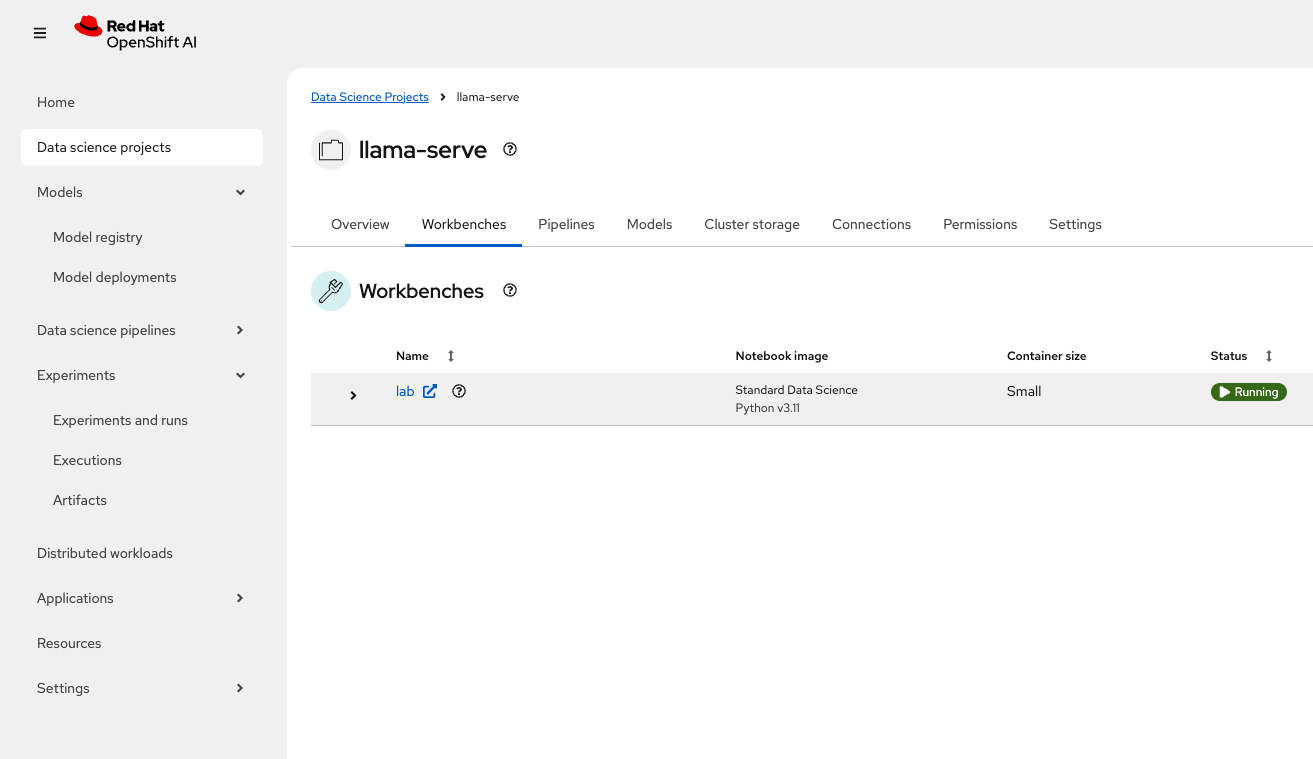 Red Hat
OpenShift AI
Home
Data science projects
Models
Model registry
Model deployments
Data science pipelines
Experiments
Experiments and runs
Executions
Artifacts
Distributed workloads
Applications
Resources
Settings
Data Science Projects > llama-serve
llama-serve
Overview Workbenches Pipelines Models Cluster storage Connections Permissions Settings
Workbenches
Name Notebook image Container size Status
lab Standard Data Science Small Running
Python v3.11